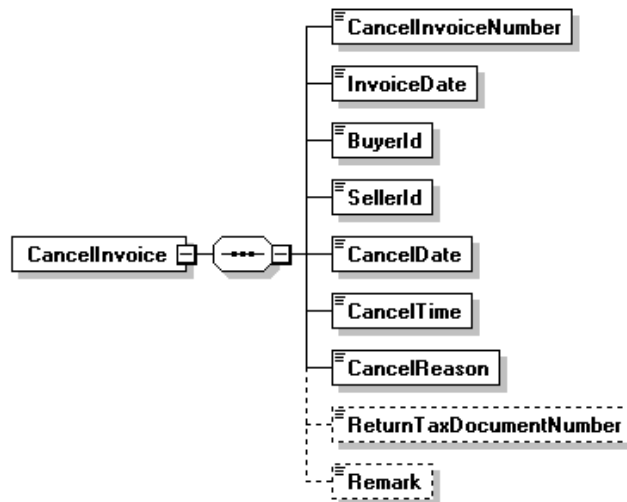 CancelInvoiceNumber
InvoiceDate
BuyerId
SellerId
CancelInvoice
CancelDate
CancelTime
CancelReason
ReturnTaxDocumentNumber
Remark